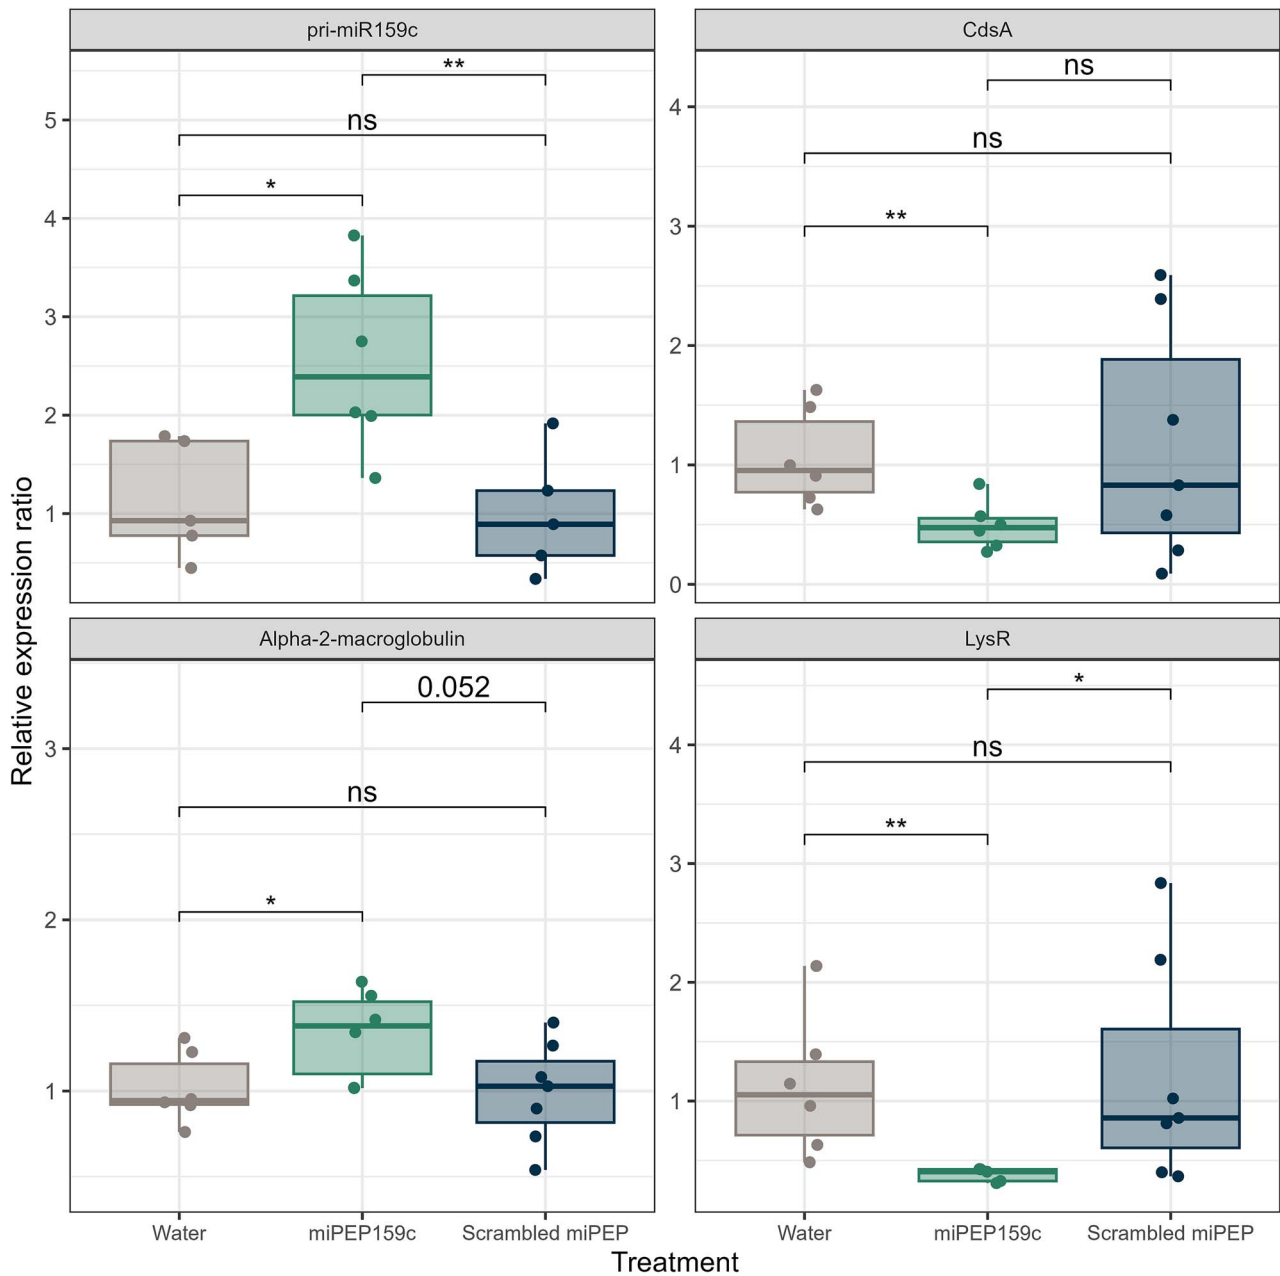 pri-miR159c
CdsA
**
ns
*
5
4
3
2
1
ns
ns
**
4
3
2
1
0
Alpha-2-macroglobulin
LysR
0.052
ns
*
3
2
1
*
ns
**
4
3
2
1
Relative expression ratio
Water miPEP159c Scrambled miPEP
Water miPEP159c Scrambled miPEP
Treatment